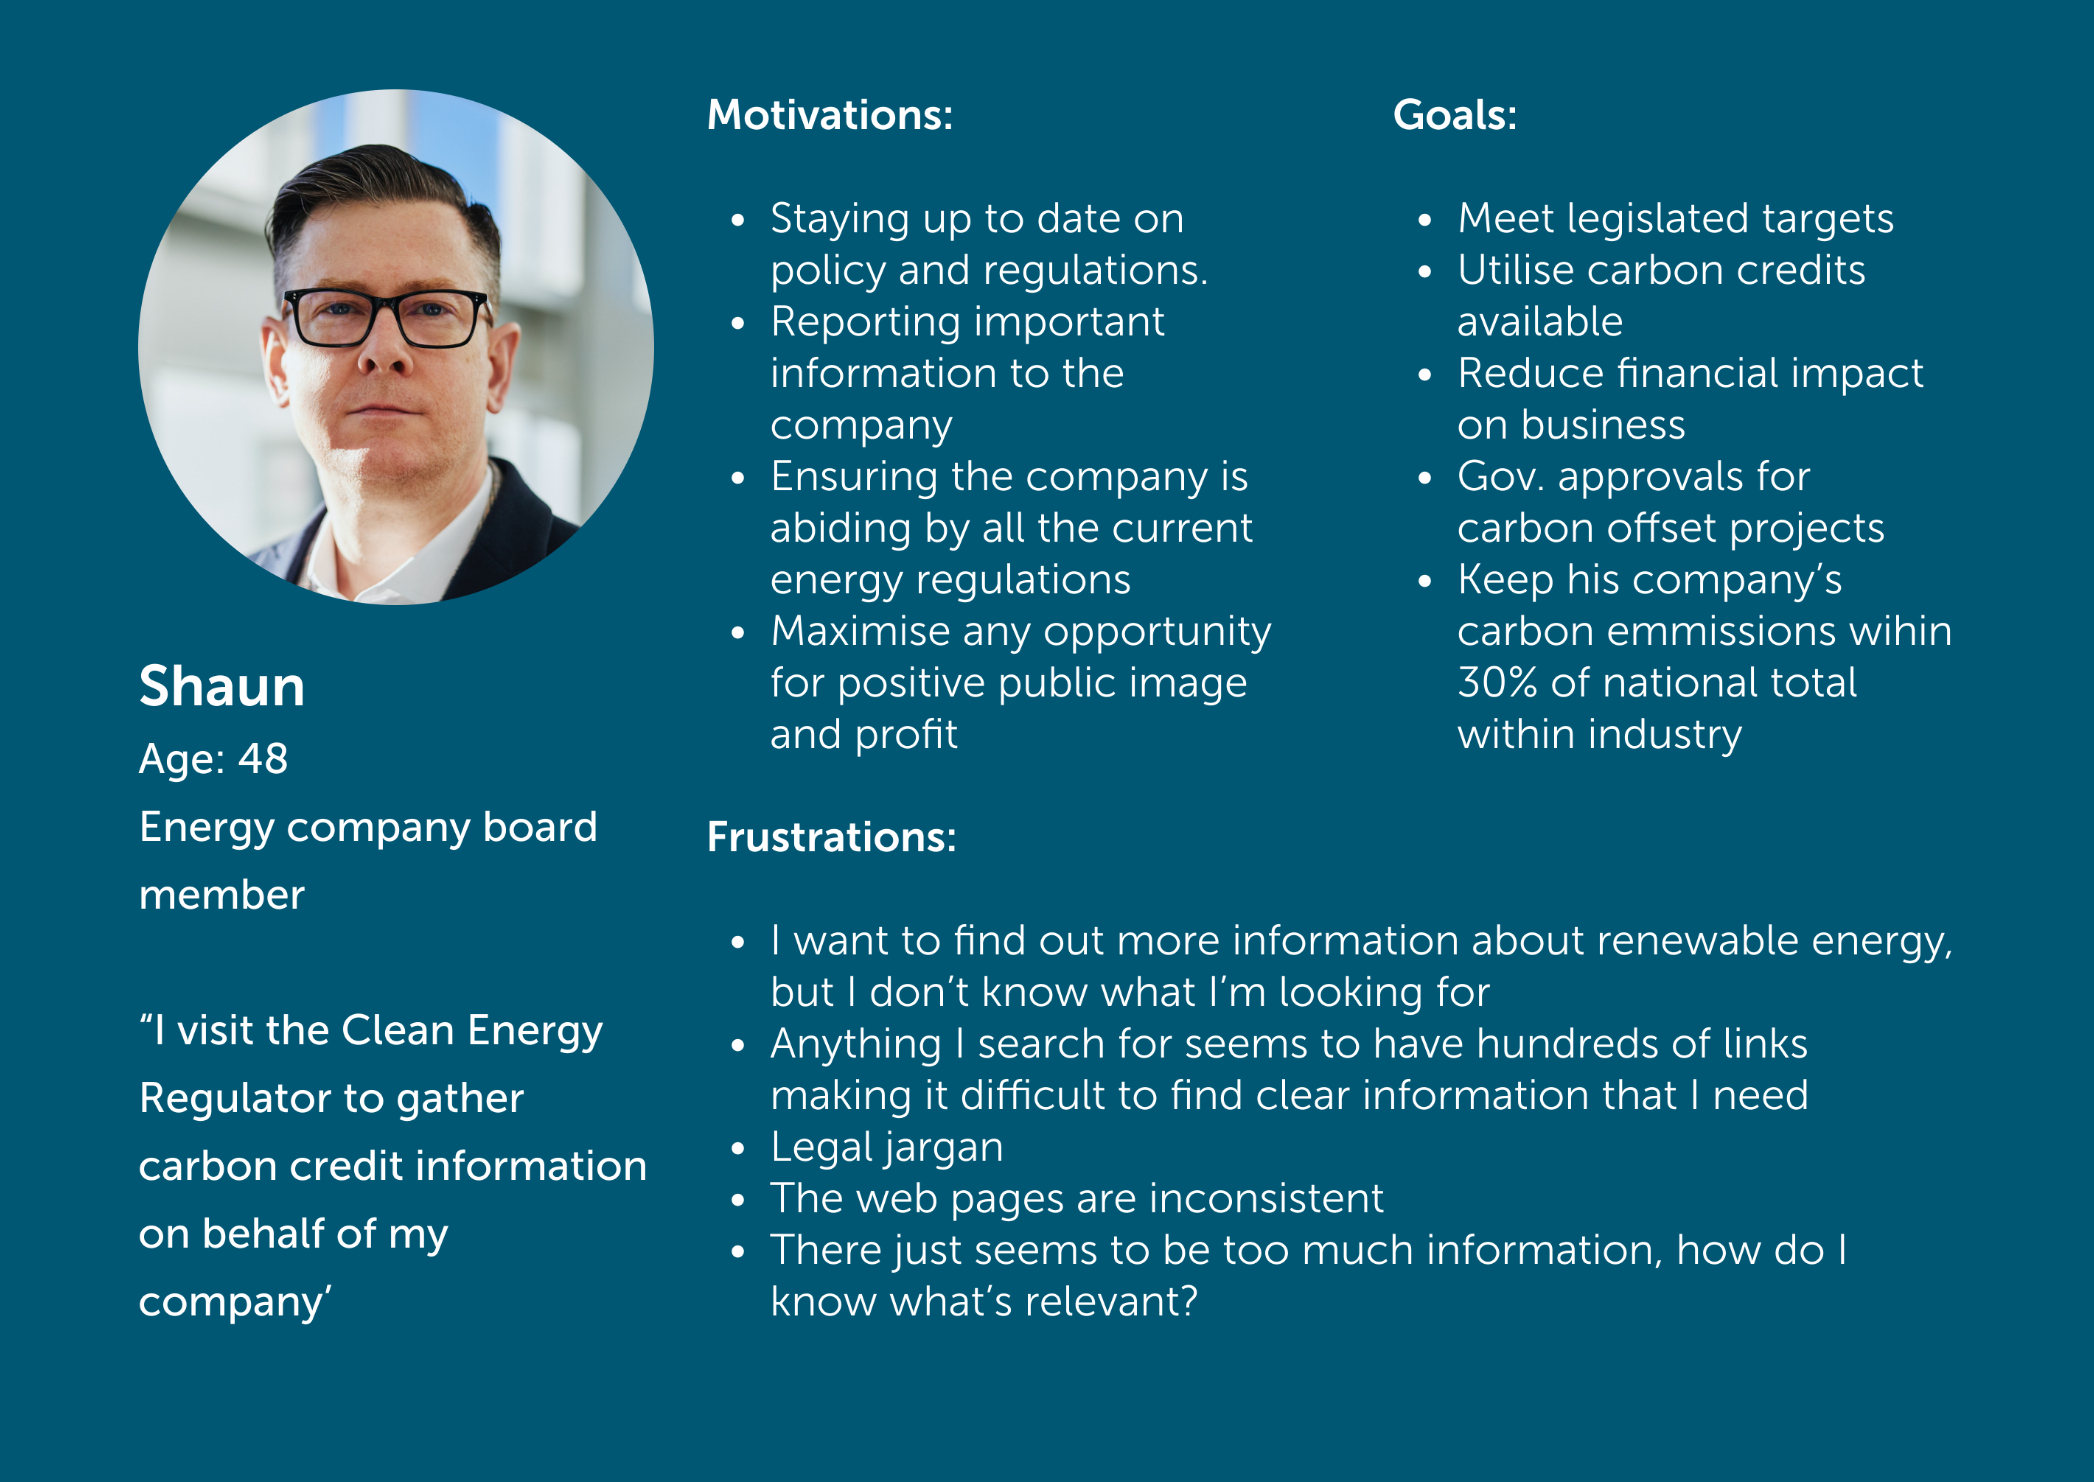 Shaun
Age: 48
Energy company board
member
“I visit the Clean Energy
Regulator to gather
carbon credit information
on behalf of my
company’
Motivations:
• Staying up to date on
policy and regulations.
• Reporting important
information to the
company
• Ensuring the company is
abiding by all the current
energy regulations
• Maximise any opportunity
for positive public image
and profit
Goals:
• Meet legislated targets
• Utilise carbon credits
available
• Reduce financial impact
on business
• Gov. approvals for
carbon offset projects
• Keep his company’s
carbon emmissions wihin
30% of national total
within industry
Frustrations:
• I want to find out more information about renewable energy,
but I don’t know what I’m looking for
• Anything I search for seems to have hundreds of links
making it difficult to find clear information that I need
• Legal jargan
• The web pages are inconsistent
• There just seems to be too much information, how do I
know what’s relevant?